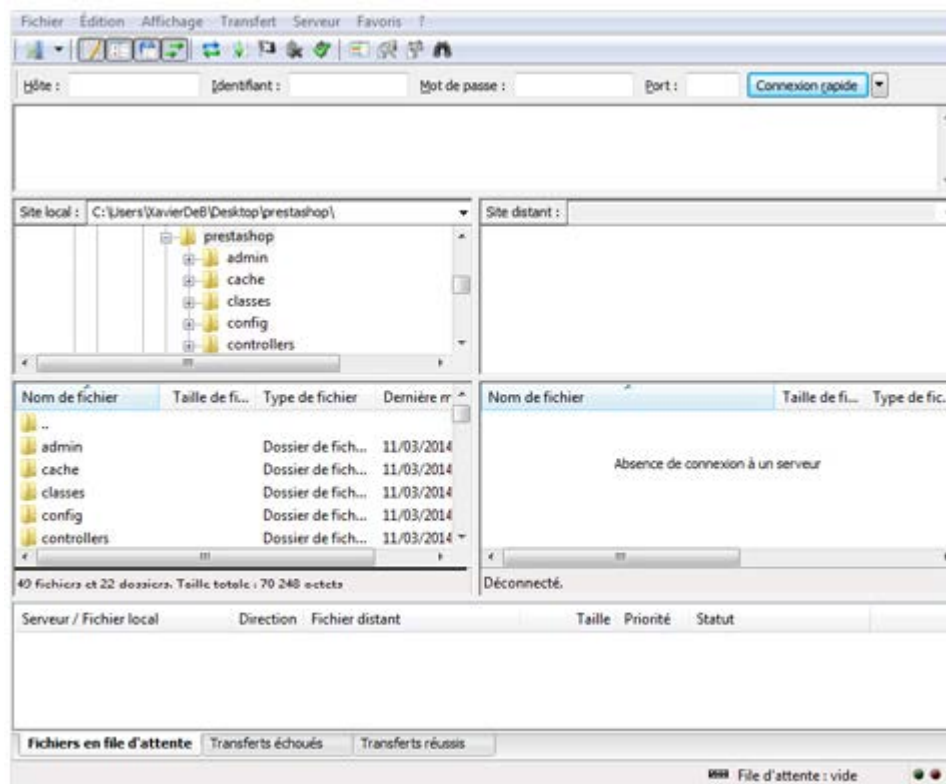 Fichier Édition Affichage Transfert Serveur Favoris ?
Hôte : Identifiant : Mot de passe : Port : Connexion rapide
Site local : C:\Users\XavierDeB\Desktop\prestashop\
prestashop
admin
cache
classes
config
controllers
Site distant :
Nom de fichier Taille de fi... Type de fichier Dernière m
..
admin Dossier de fich... 11/03/2014
cache Dossier de fich... 11/03/2014
classes Dossier de fich... 11/03/2014
config Dossier de fich... 11/03/2014
controllers Dossier de fich... 11/03/2014
49 fichiers et 22 dossiers. Taille totale : 70 248 octets
Nom de fichier Taille de fi... Type de fic...
Absence de connexion à un serveur
Déconnecté.
Serveur / Fichier local Direction Fichier distant Taille Priorité Statut
Fichiers en file d'attente Transferts échoués Transferts réussis
File d'attente : vide